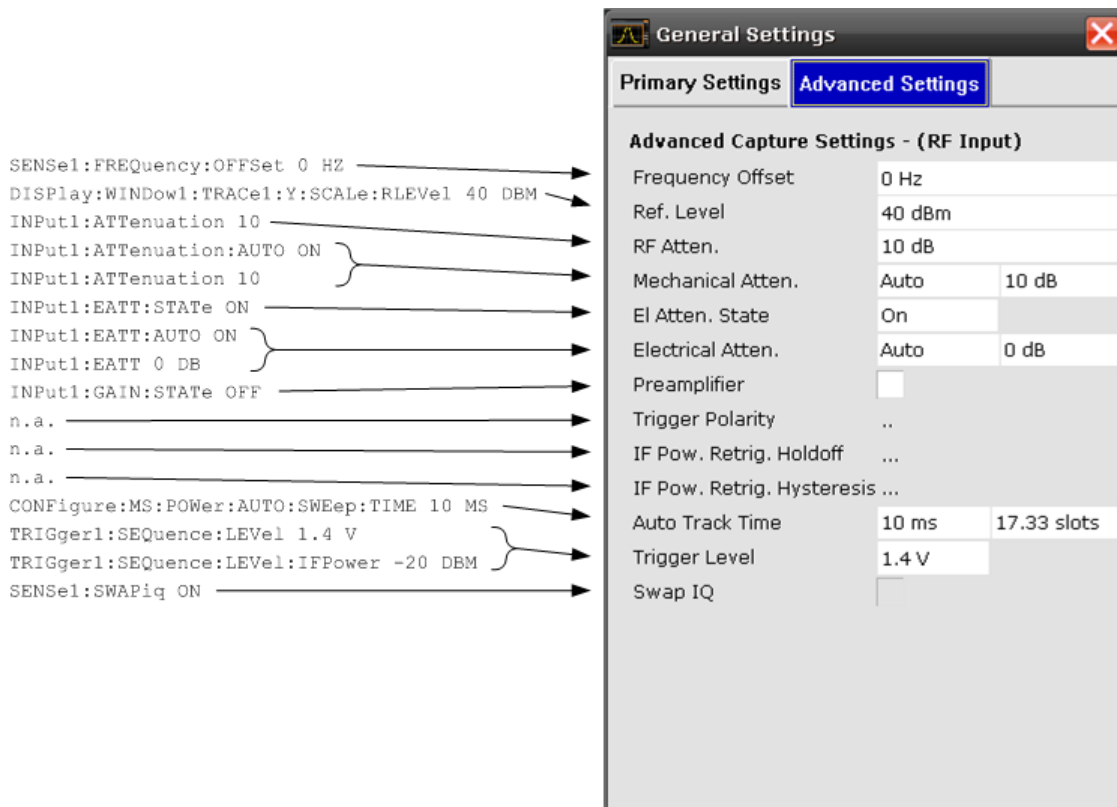 General Settings
Primary Settings Advanced Settings
Advanced Capture Settings - (RF Input)
SENSe1:FREQuency:OFFSet 0 HZ
Frequency Offset 0 Hz
DISPlay:WINDow1:TRACe1:Y:SCALe:RLEVel 40 DBM
Ref. Level 40 dBm
INPut1:ATTenuation 10
RF Atten. 10 dB
INPut1:ATTenuation:AUTO ON
INPut1:ATTenuation 10
Mechanical Atten. Auto 10 dB
INPut1:EATT:STATe ON
El Atten. State On
INPut1:EATT:AUTO ON
INPut1:EATT 0 DB
Electrical Atten. Auto 0 dB
INPut1:GAIN:STATe OFF
Preamplifier
n.a.
Trigger Polarity ..
n.a.
IF Pow. Retrig. Holdoff ...
n.a.
IF Pow. Retrig. Hysteresis ...
CONFigure:MS:POWer:AUTO:SWEep:TIME 10 MS
Auto Track Time 10 ms 17.33 slots
TRIGger1:SEQuence:LEVel 1.4 V
TRIGger1:SEQuence:LEVel:IFPower -20 DBM
Trigger Level 1.4 V
SENSe1:SWAPiq ON
Swap IQ